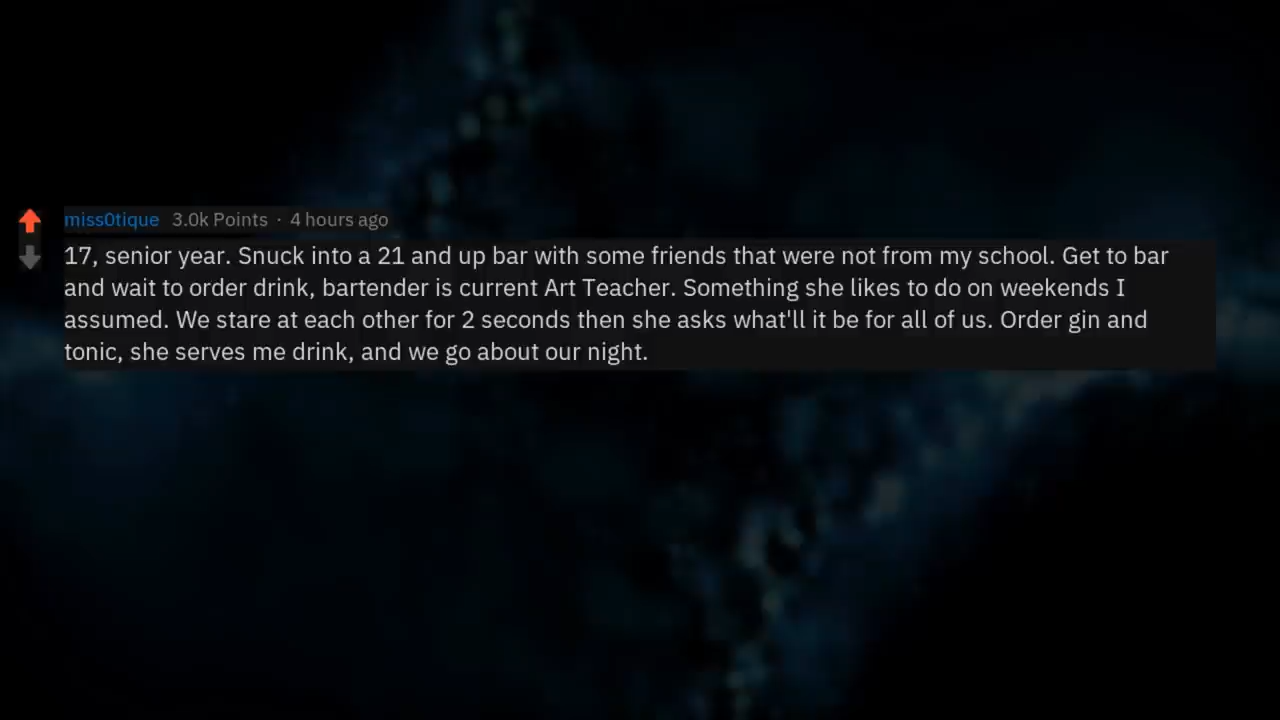 miss0tique 3.0k Points · 4 hours ago
17, senior year. Snuck into a 21 and up bar with some friends that were not from my school. Get to bar
and wait to order drink, bartender is current Art Teacher. Something she likes to do on weekends I
assumed. We stare at each other for 2 seconds then she asks what'll it be for all of us. Order gin and
tonic, she serves me drink, and we go about our night.